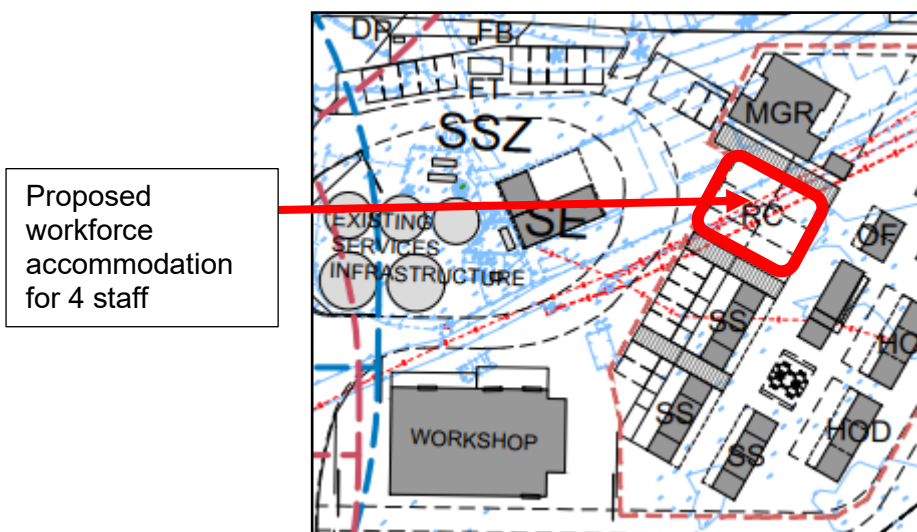 DP
FB
FT
SSZ
MGR
Proposed
workforce
accommodation
for 4 staff
RC
EXISTING
SERVICES
INFRASTRUCTURE
SE
OF
SS
HO
SS
HOD
WORKSHOP
SS